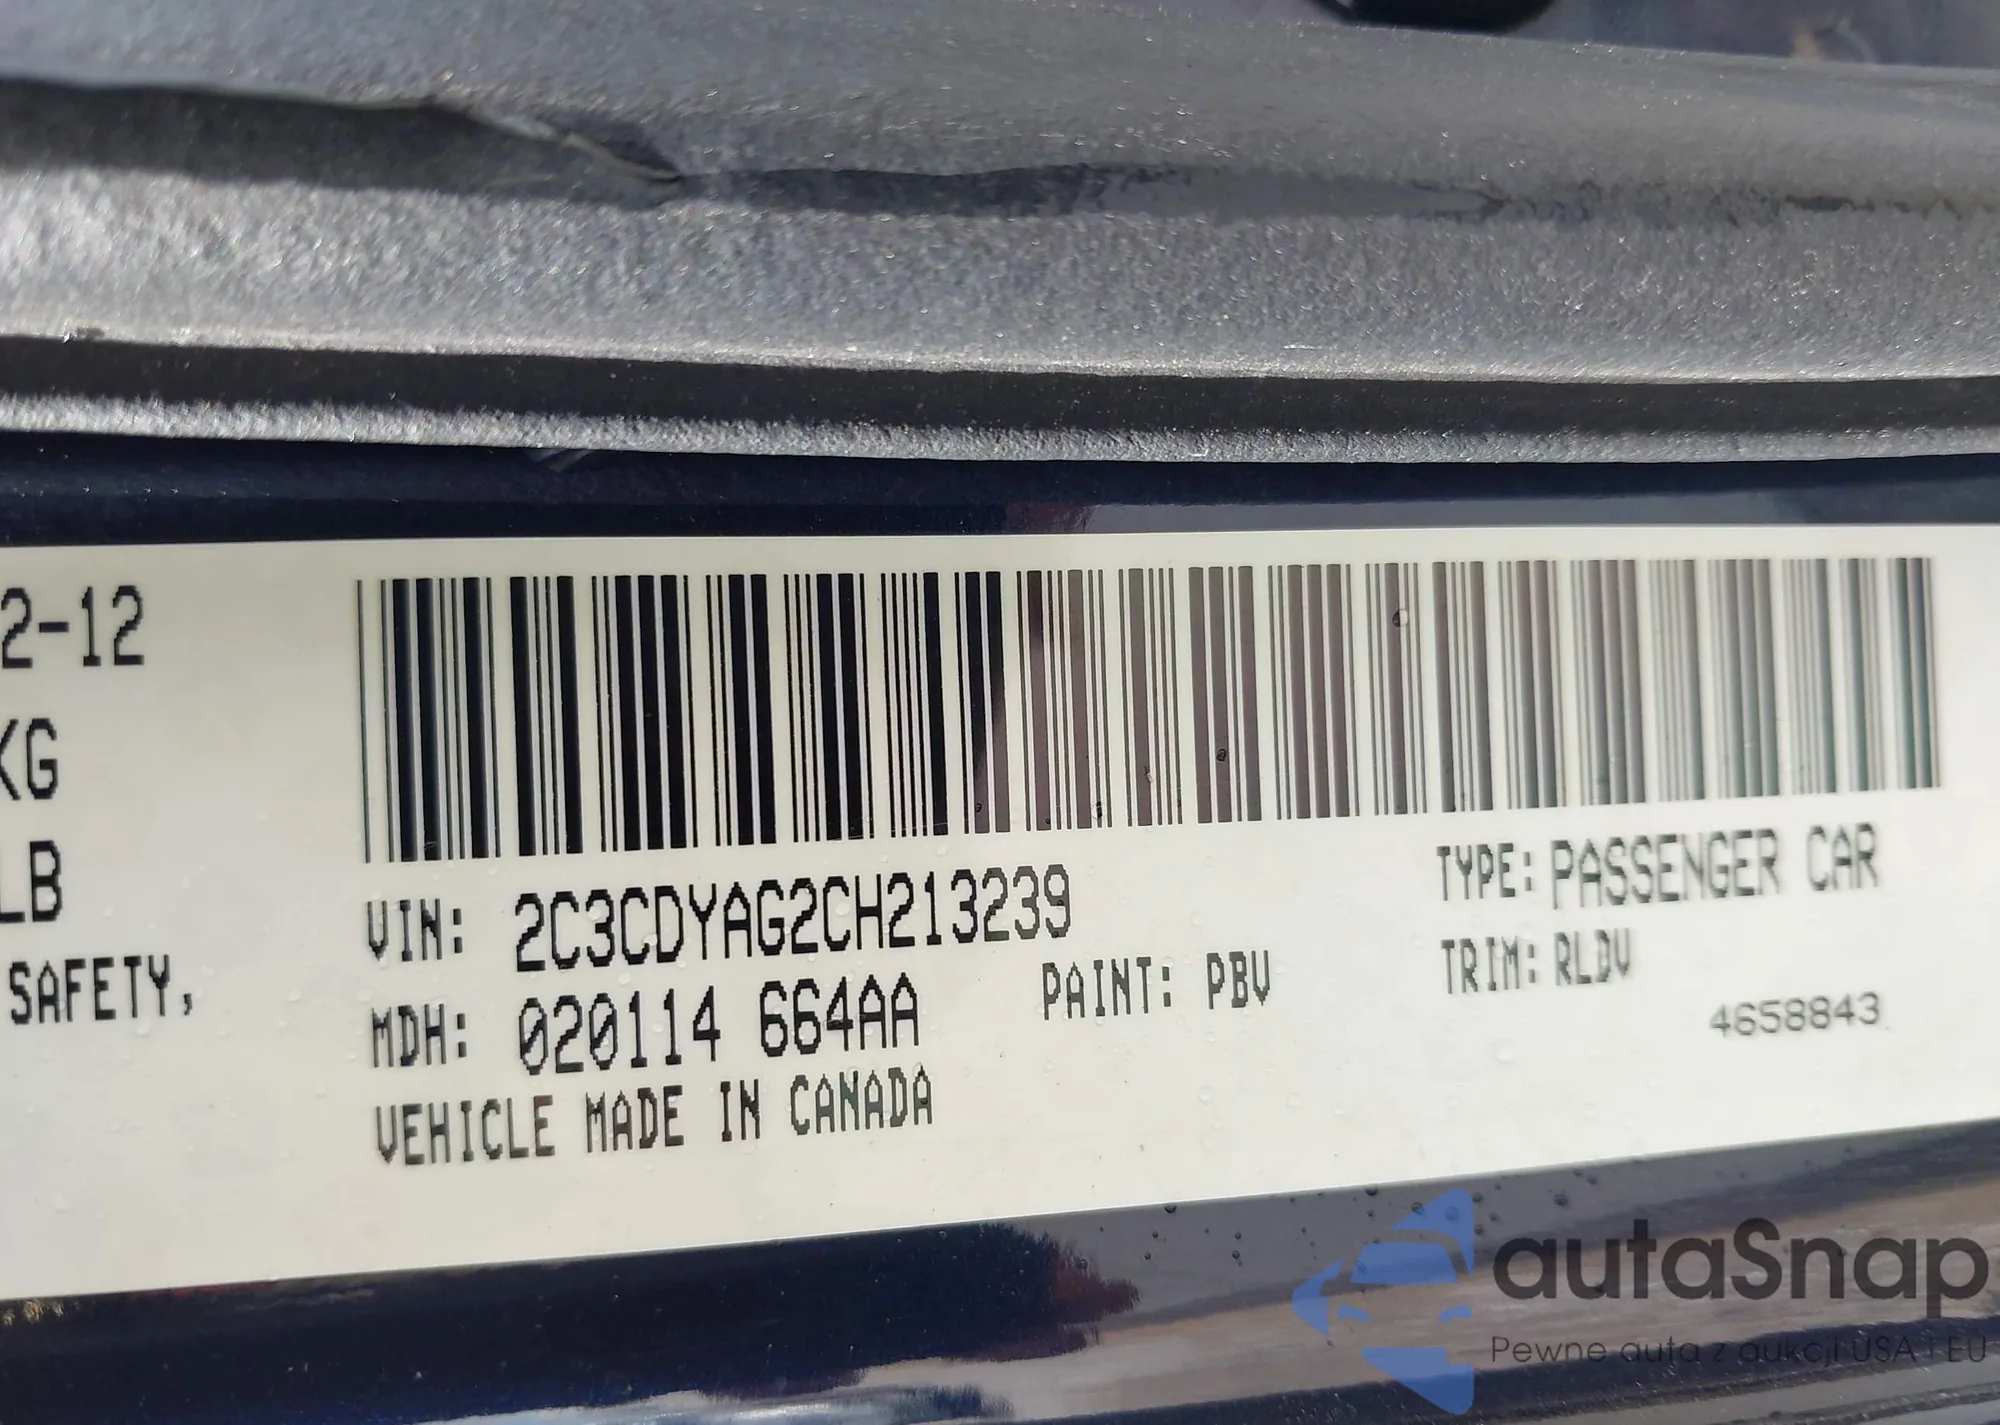 2-12
KG
LB
SAFETY,
VIN: 2C3CDYAG2CH213239
TYPE: PASSENGER CAR
MDH: 020114 664AA
PAINT: PBV
TRIM: RLDV
VEHICLE MADE IN CANADA
4658843
autaSnap
Pewne auta z aukcji USA i EU